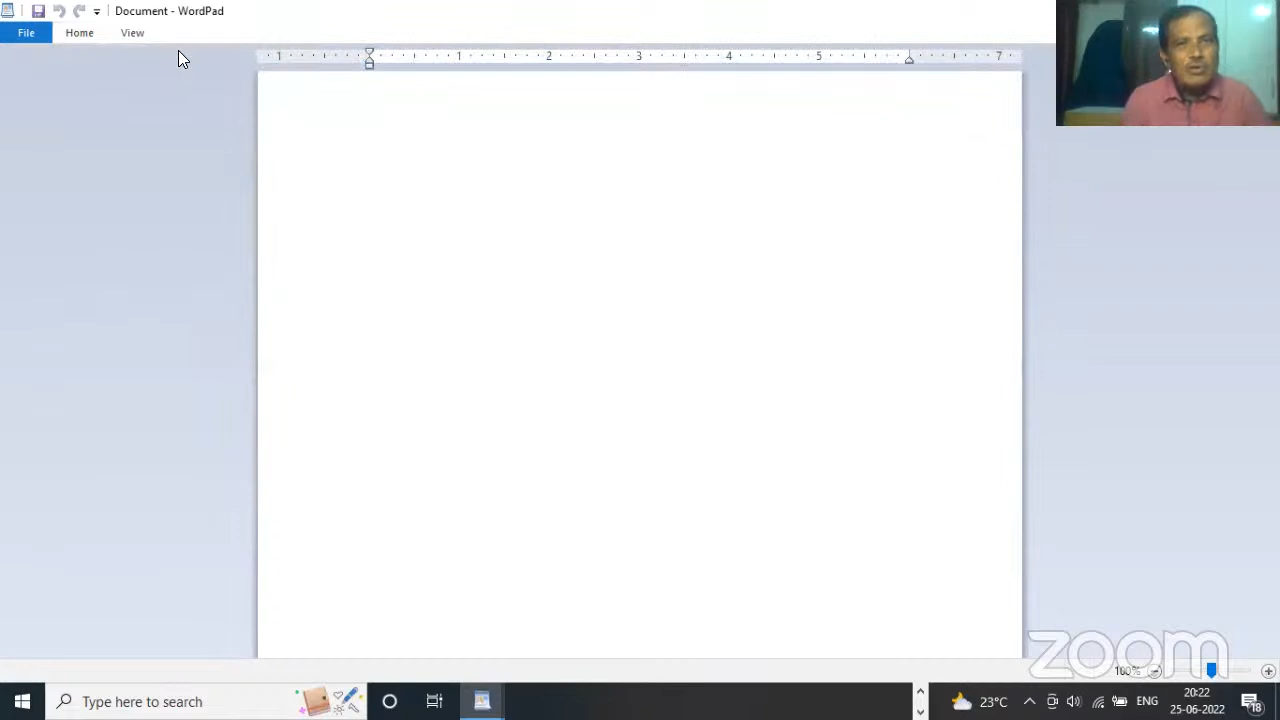 Document - WordPad
File Home View
1 1 2 3 4 5 7
zoom
100%
Type here to search
23°C ENG 20:22 25-06-2022 18